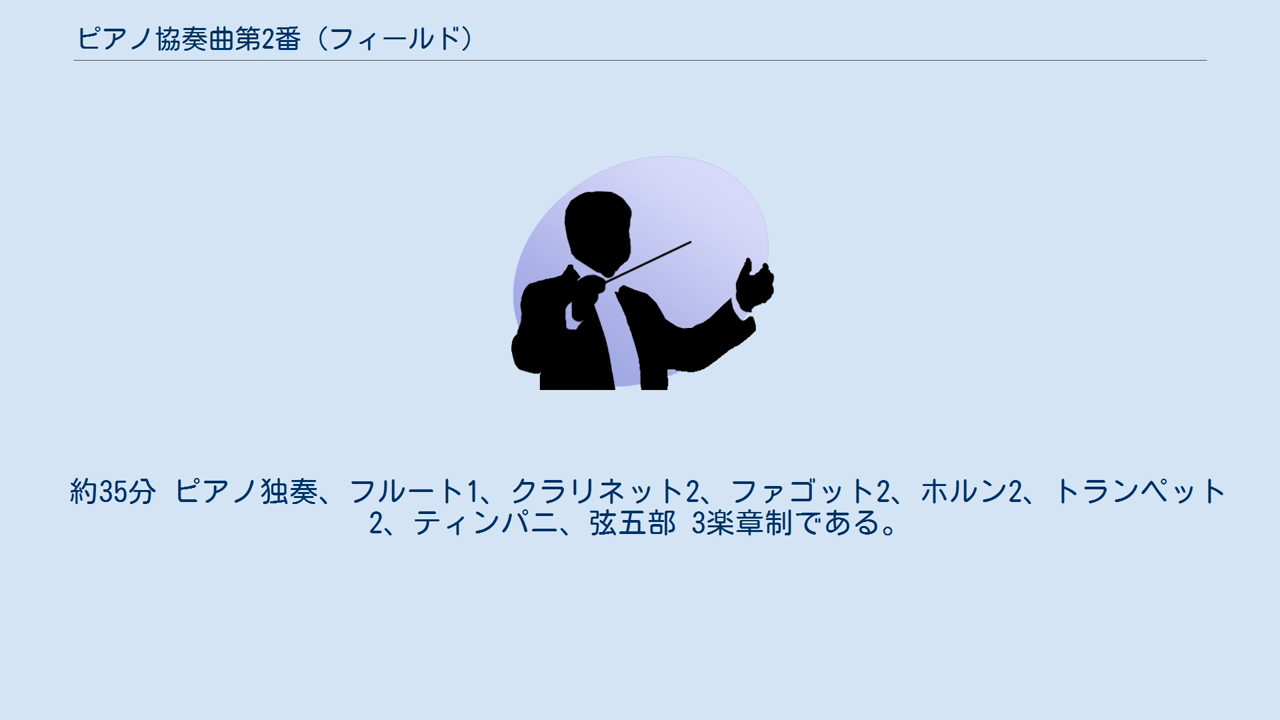 ピアノ協奏曲第2番（フィールド）
約35分 ピアノ独奏、フルート1、クラリネット2、ファゴット2、ホルン2、トランペット
2、ティンパニ、弦五部 3楽章制である。